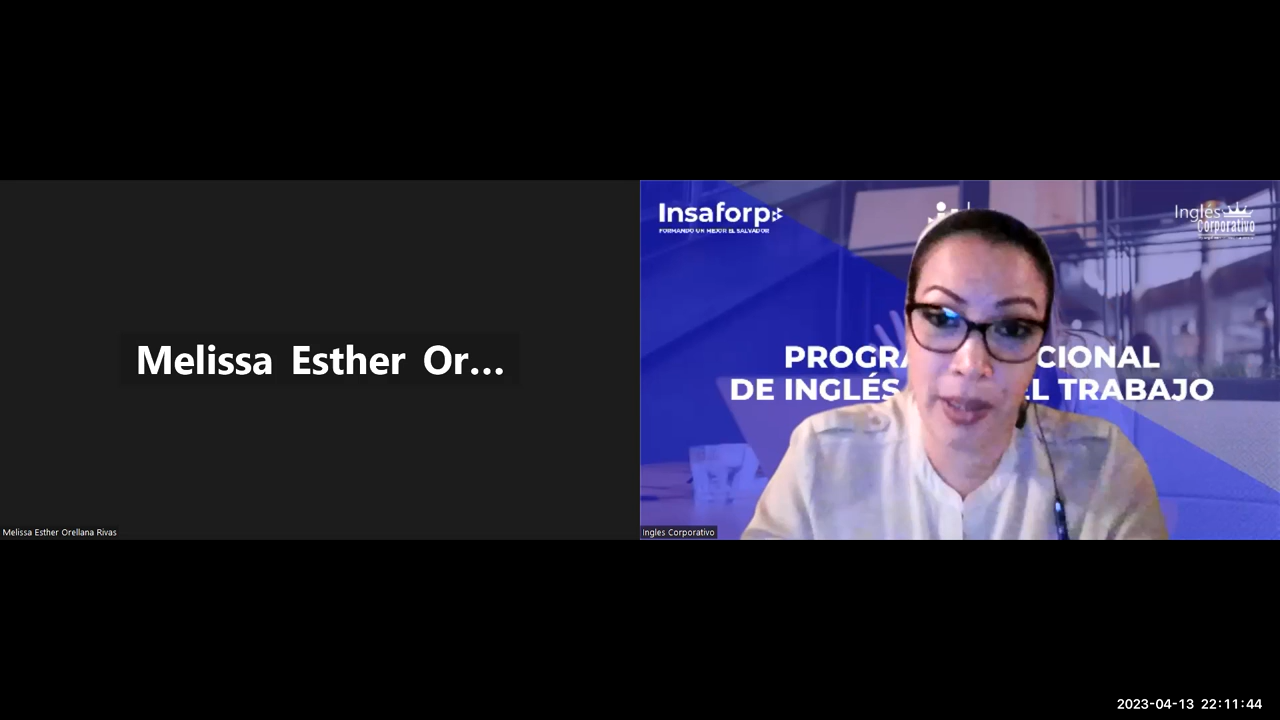 Melissa Esther Or...
Melissa Esther Orellana Rivas
Insaforp
FORMANDO UN MEJOR EL SALVADOR
Ingles
Corporativo
PROGRA CIONAL
DE INGLÉS EL TRABAJO
Ingles Corporativo
2023-04-13 22:11:44